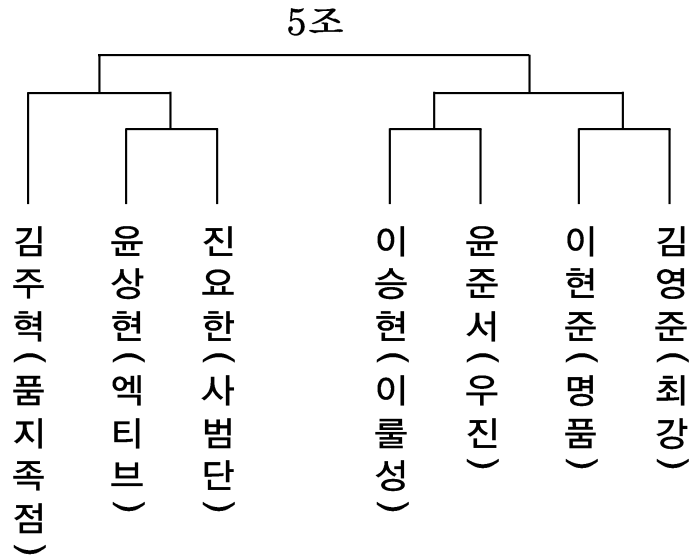 5조
김주혁(품지족점)
윤상현(엑티브)
진요한(사범단)
이승현(이룰성)
윤준서(우진)
이현준(명품)
김영준(최강)